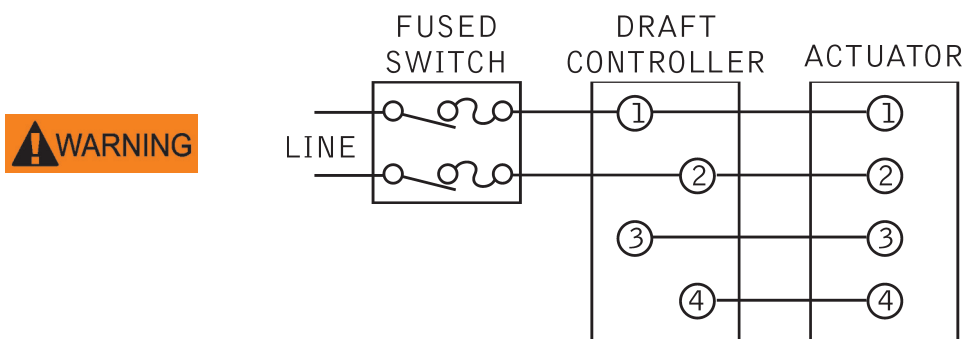 FUSED
SWITCH
DRAFT
CONTROLLER
ACTUATOR
WARNING
LINE
1 1
2 2
3 3
4 4